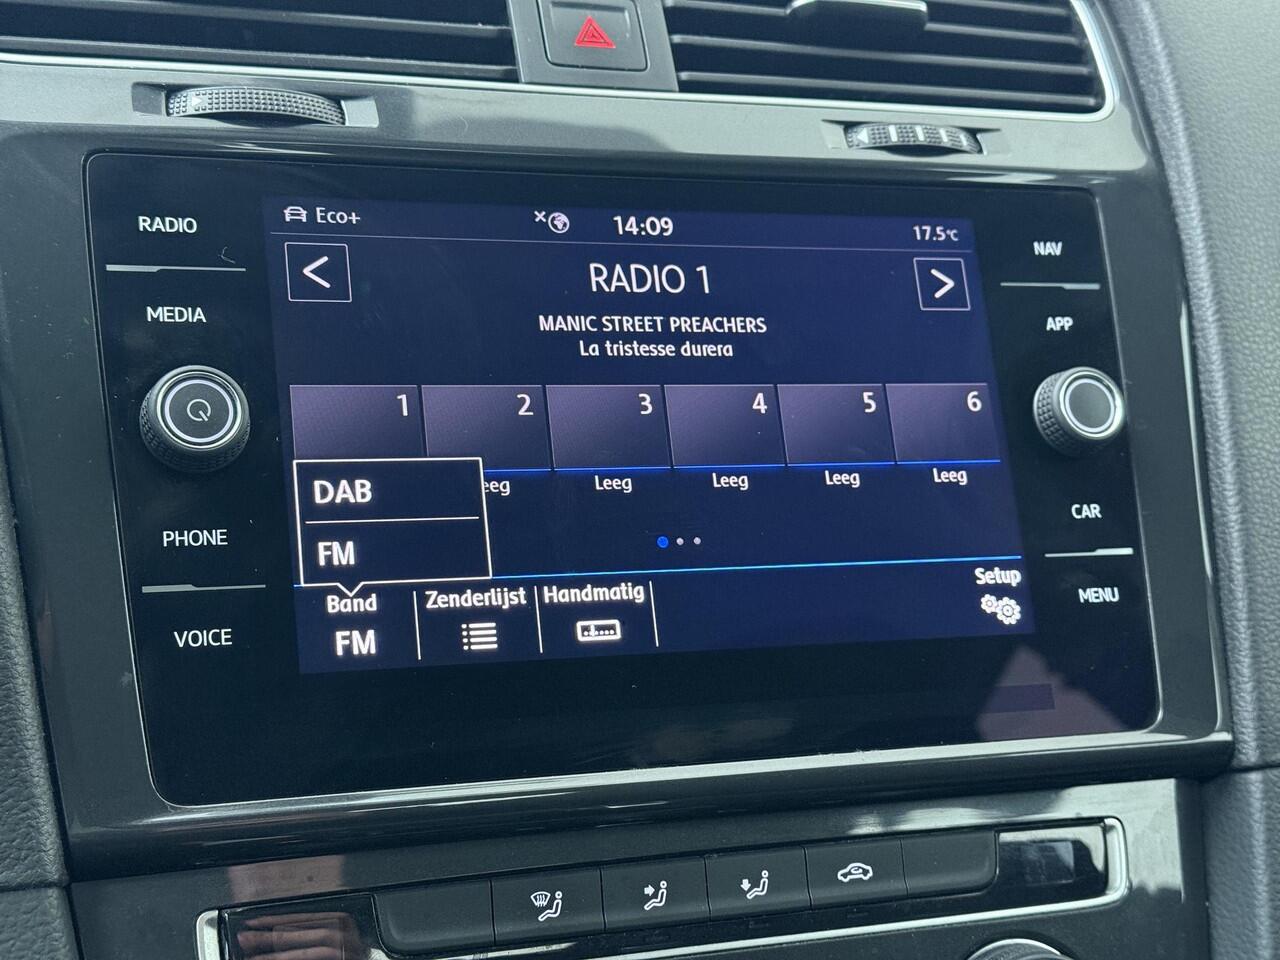 RADIO
MEDIA
PHONE
VOICE
Eco+
14:09
17.5°C
RADIO 1
MANIC STREET PREACHERS
La tristesse durera
1 2 3 4 5 6
eeg Leeg Leeg Leeg Leeg
DAB
FM
Band Zenderlijst Handmatig Setup
FM
NAV
APP
CAR
MENU